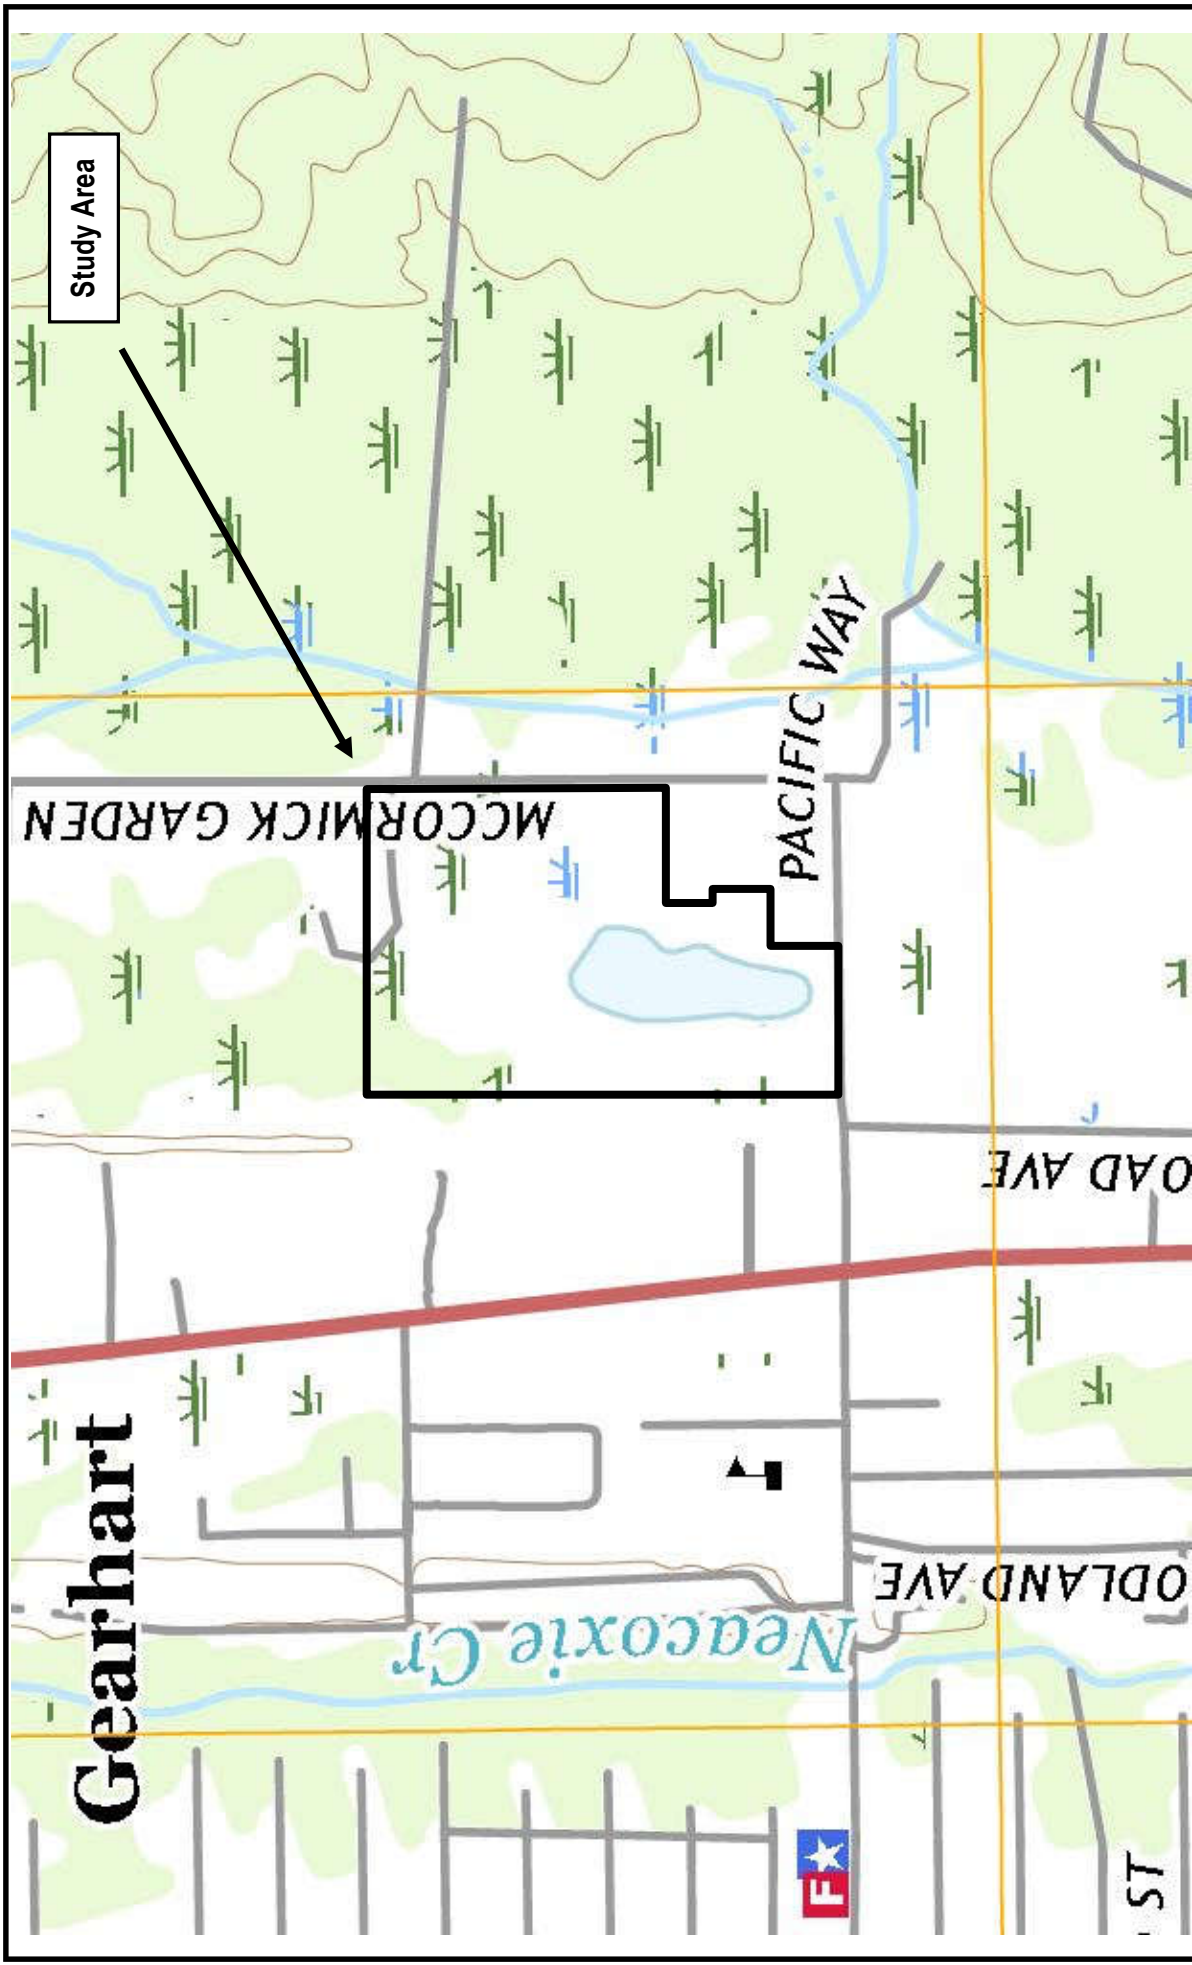 Study Area
MCCORMICK GARDEN
PACIFIC WAY
OAD AVE
Gearhart
ODLAND AVE
Neacoxie Cr
F
ST